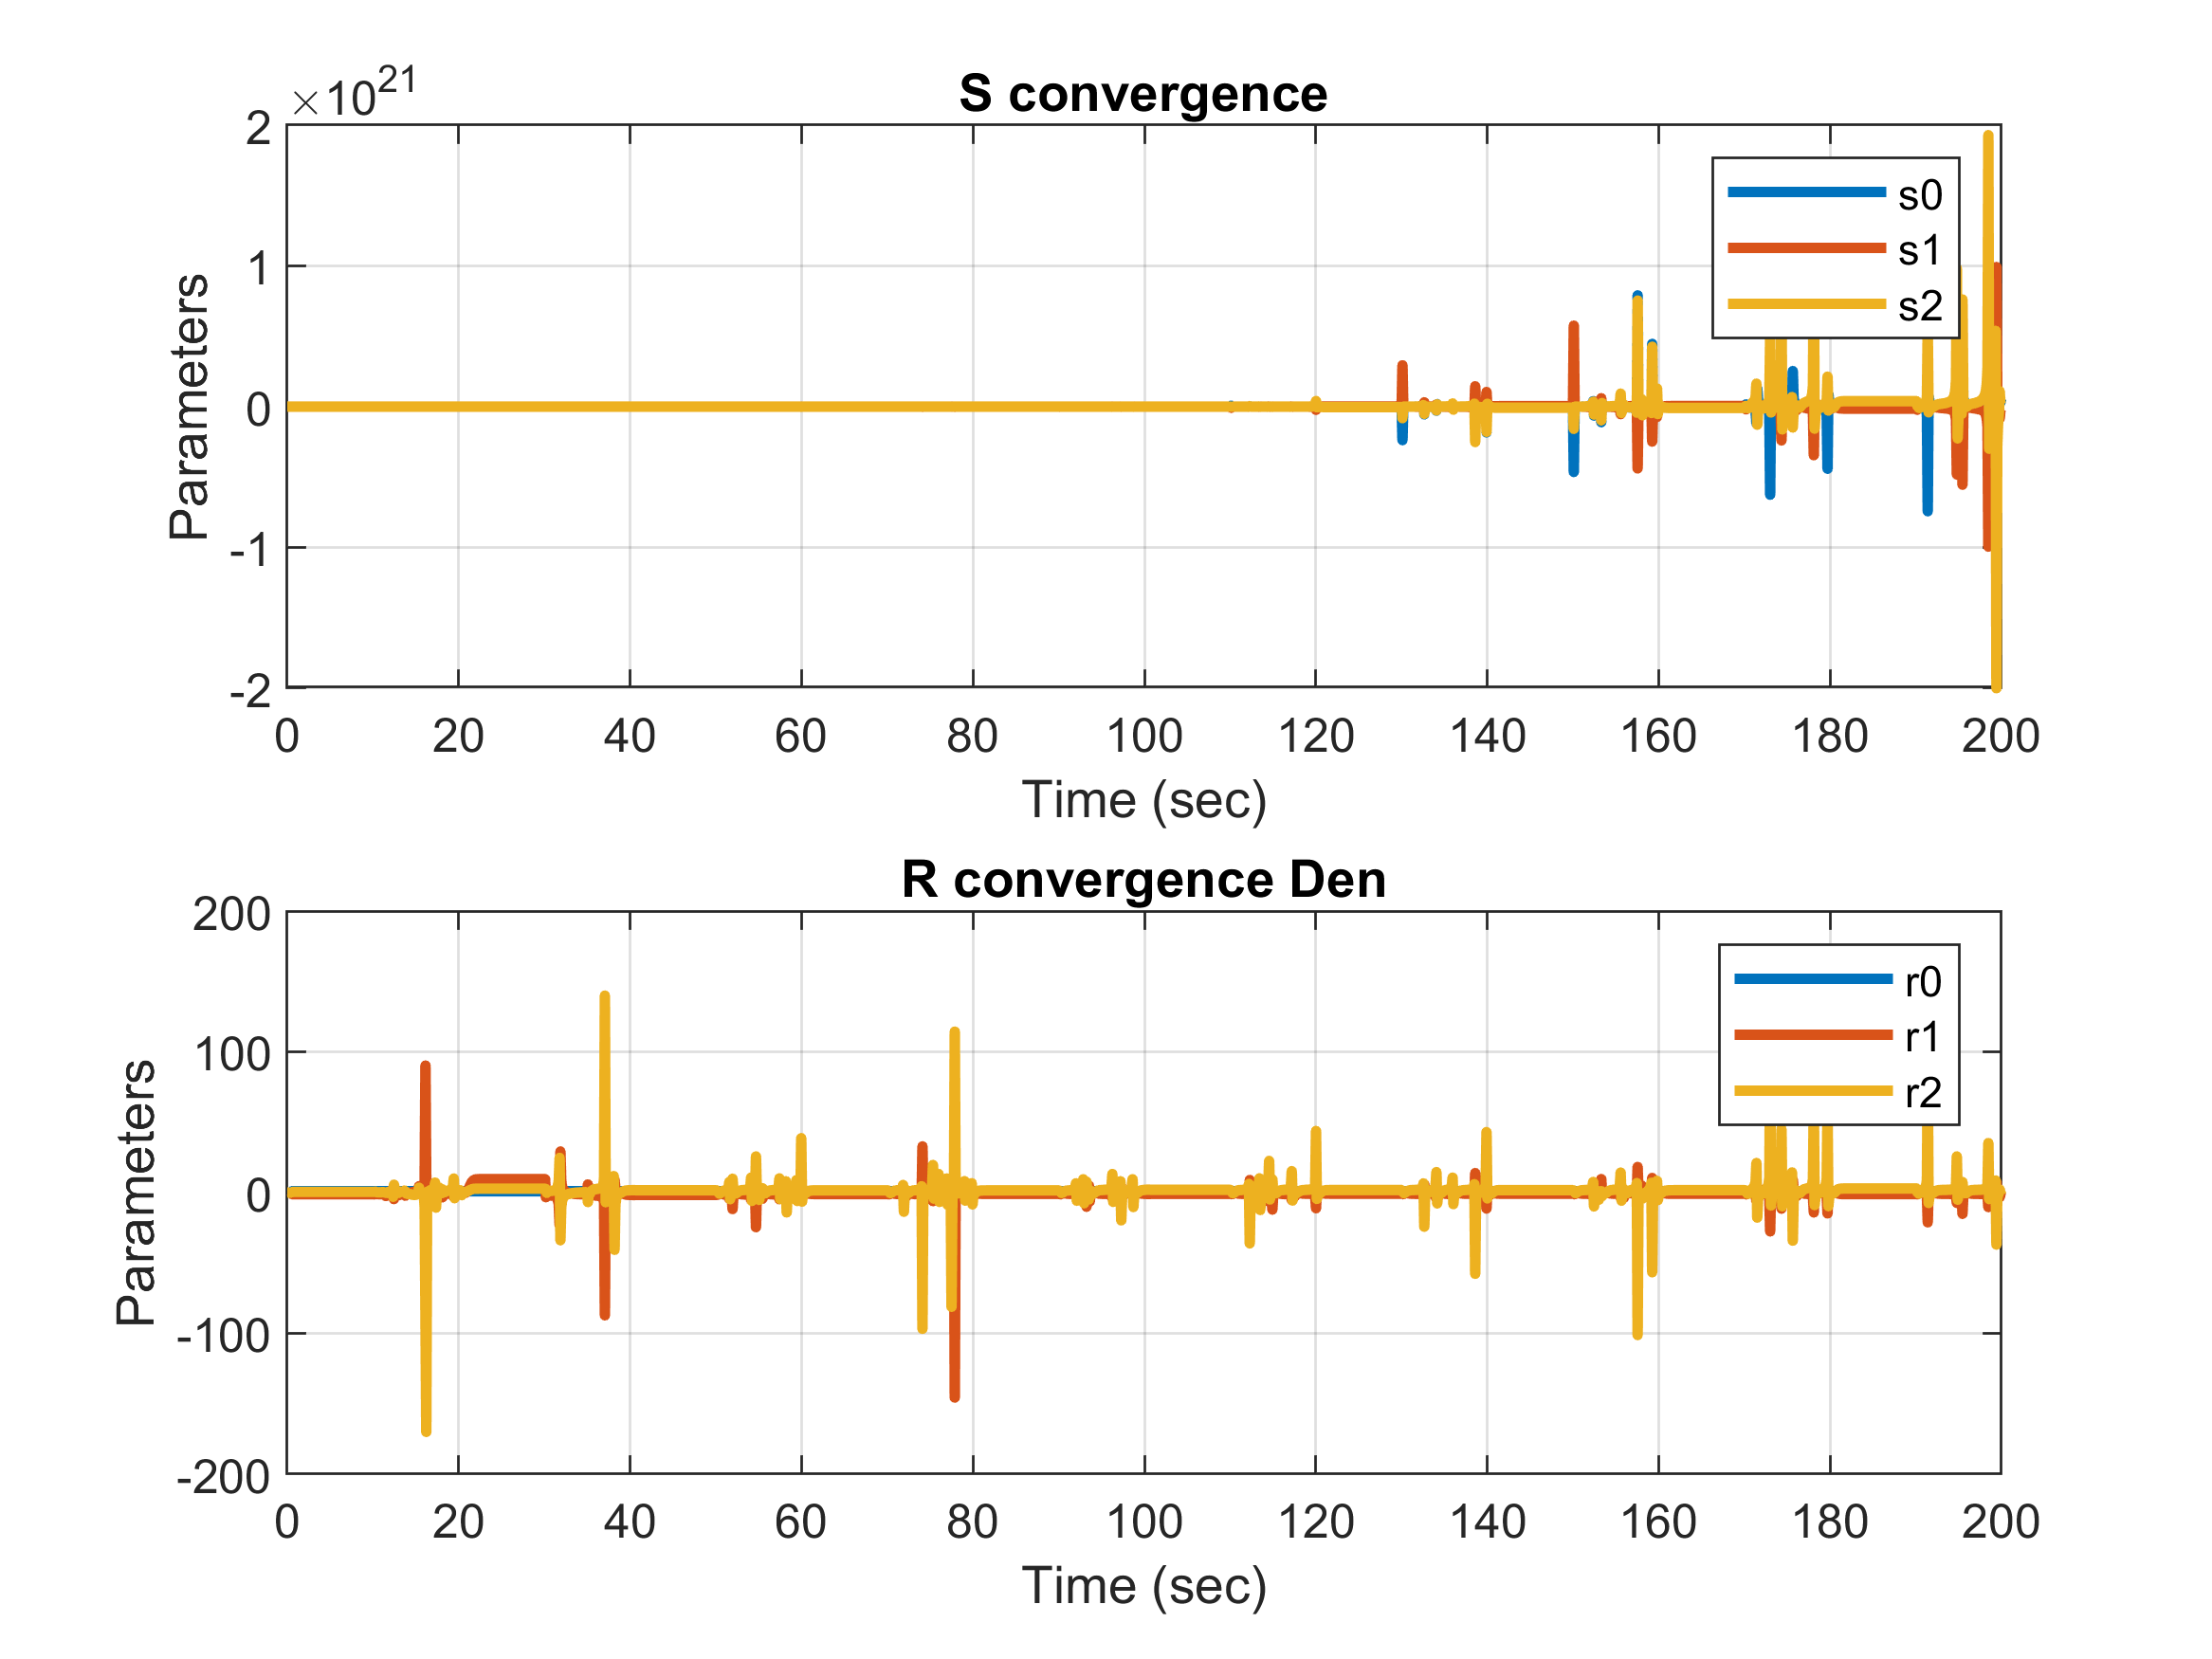 S convergence
×10^21
2
1
0
-1
-2
Parameters
s0
s1
s2
0 20 40 60 80 100 120 140 160 180 200
Time (sec)
R convergence Den
200
100
0
-100
-200
Parameters
r0
r1
r2
0 20 40 60 80 100 120 140 160 180 200
Time (sec)